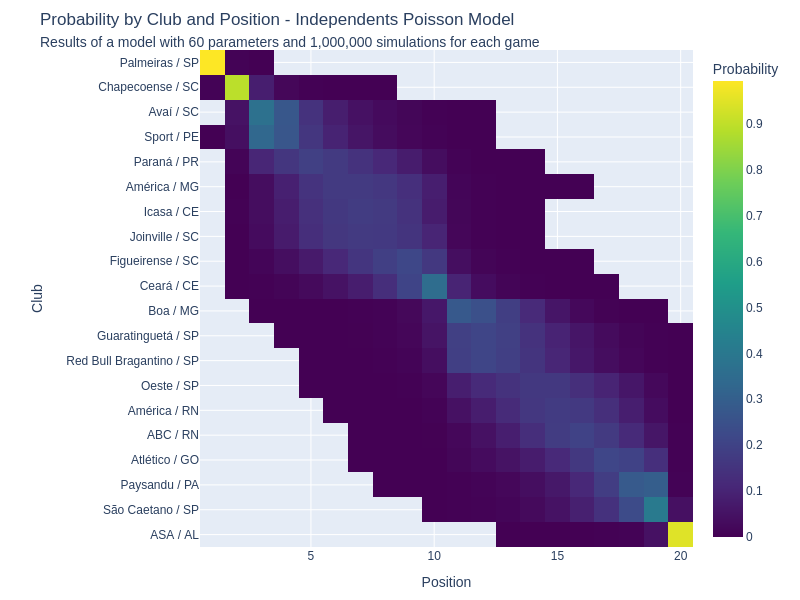 Probability by Club and Position - Independents Poisson Model
Results of a model with 60 parameters and 1,000,000 simulations for each game
Probability
Palmeiras / SP
Chapecoense / SC
Avaí / SC
Sport / PE
Paraná / PR
América / MG
Icasa / CE
Joinville / SC
Figueirense / SC
Ceará / CE
Boa / MG
Guaratinguetá / SP
Red Bull Bragantino / SP
Oeste / SP
América / RN
ABC / RN
Atlético / GO
Paysandu / PA
São Caetano / SP
ASA / AL
Club
5
10
15
20
Position
0.9
0.8
0.7
0.6
0.5
0.4
0.3
0.2
0.1
0